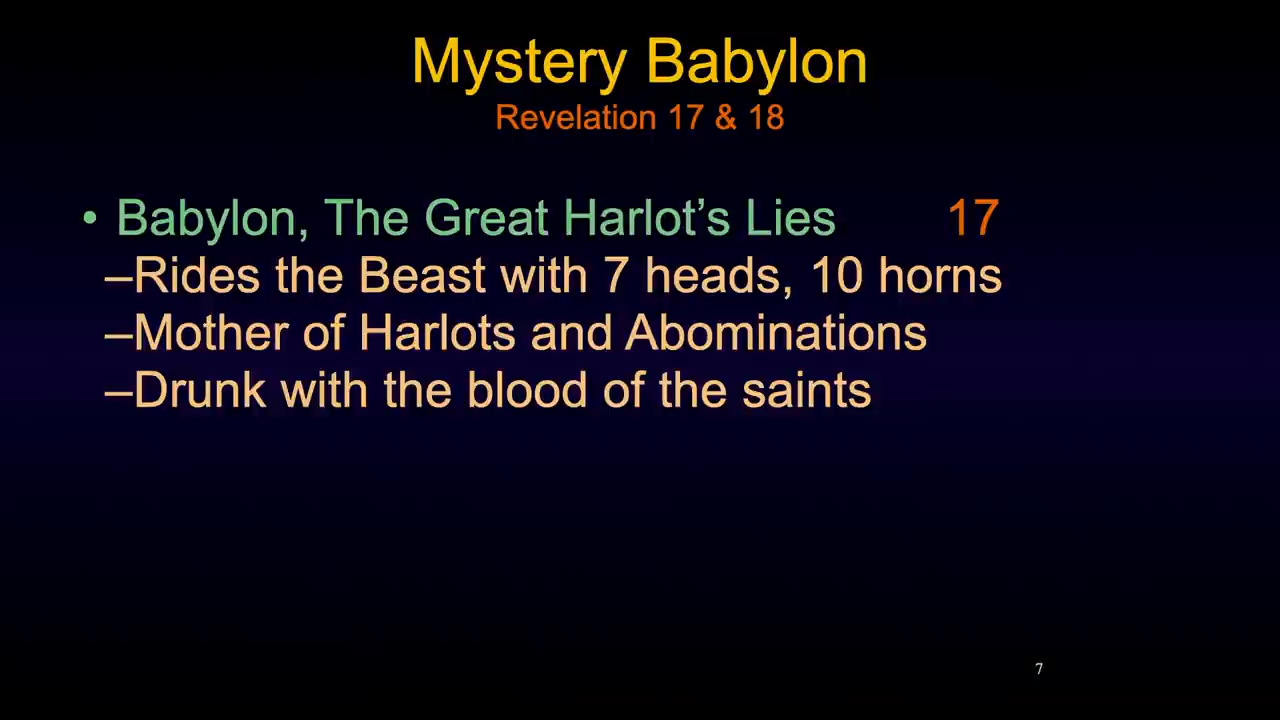 Mystery Babylon
Revelation 17 & 18
• Babylon, The Great Harlot’s Lies 17
–Rides the Beast with 7 heads, 10 horns
–Mother of Harlots and Abominations
–Drunk with the blood of the saints
7